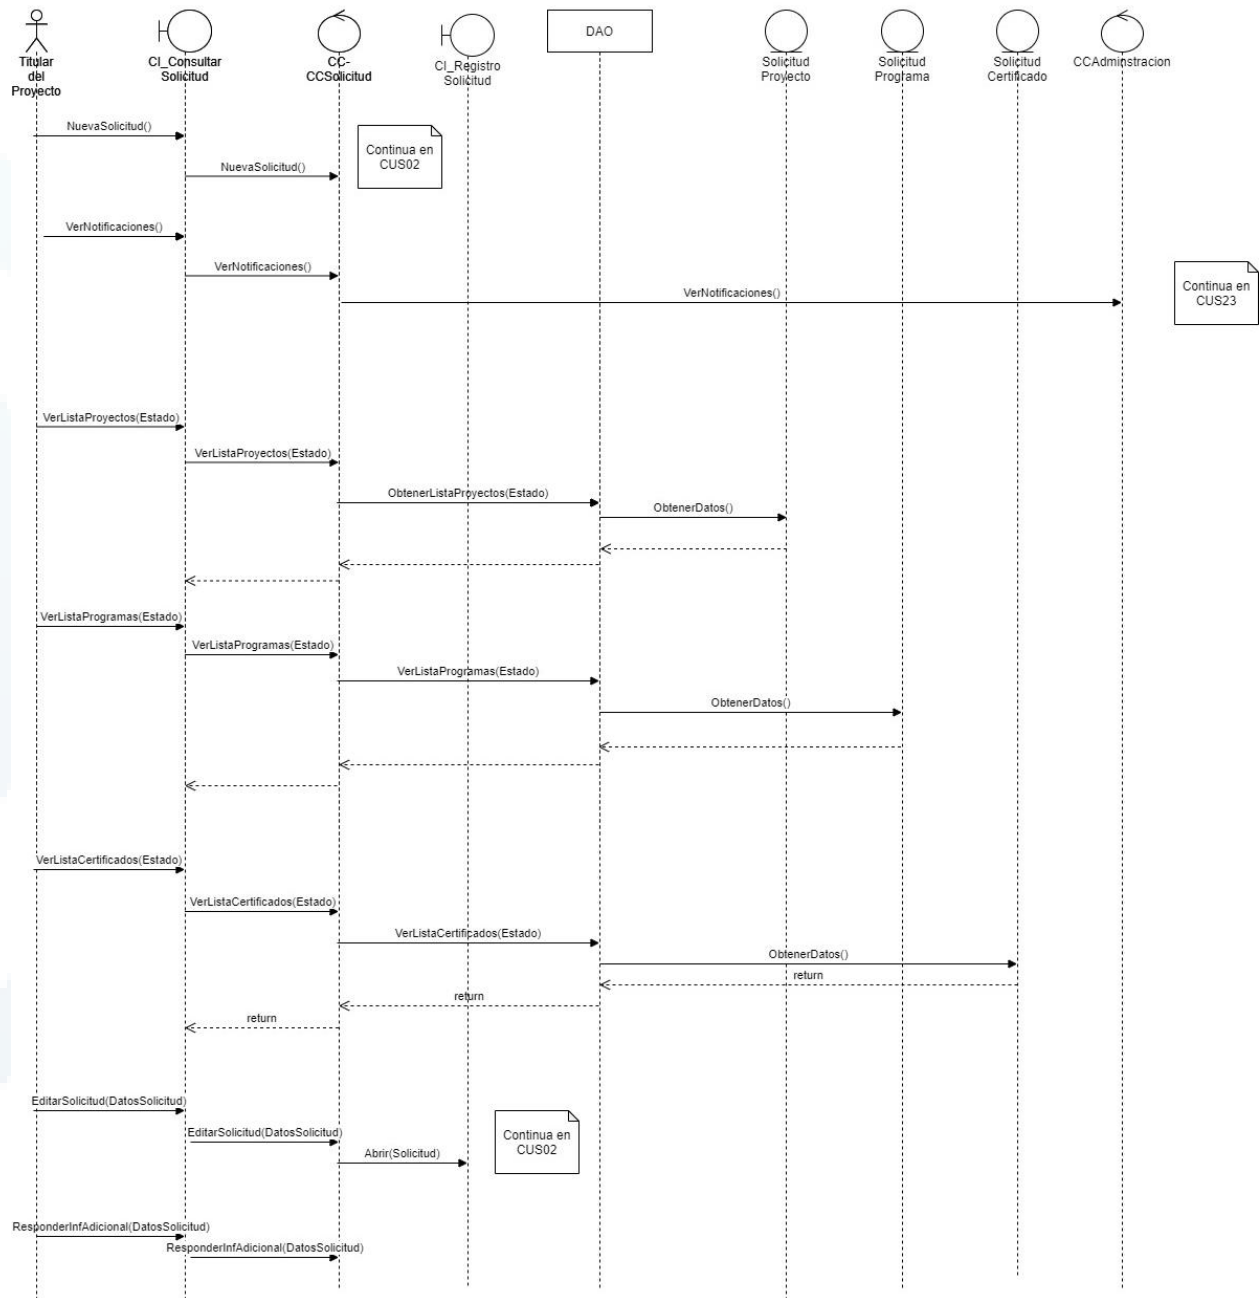 Titular
del
Proyecto
CI_Consultar
Solicitud
CC-
CCSolicitud
CI_Registro
Solicitud
DAO
Solicitud
Proyecto
Solicitud
Programa
Solicitud
Certificado
CCAdminstracion
NuevaSolicitud()
Continua en
CUS02
NuevaSolicitud()
VerNotificaciones()
VerNotificaciones()
VerNotificaciones()
Continua en
CUS23
VerListaProyectos(Estado)
VerListaProyectos(Estado)
ObtenerListaProyectos(Estado)
ObtenerDatos()
VerListaProgramas(Estado)
VerListaProgramas(Estado)
VerListaProgramas(Estado)
ObtenerDatos()
VerListaCertificados(Estado)
VerListaCertificados(Estado)
VerListaCertificados(Estado)
ObtenerDatos()
return
return
return
EditarSolicitud(DatosSolicitud)
EditarSolicitud(DatosSolicitud)
Continua en
CUS02
Abrir(Solicitud)
ResponderInfAdicional(DatosSolicitud)
ResponderInfAdicional(DatosSolicitud)